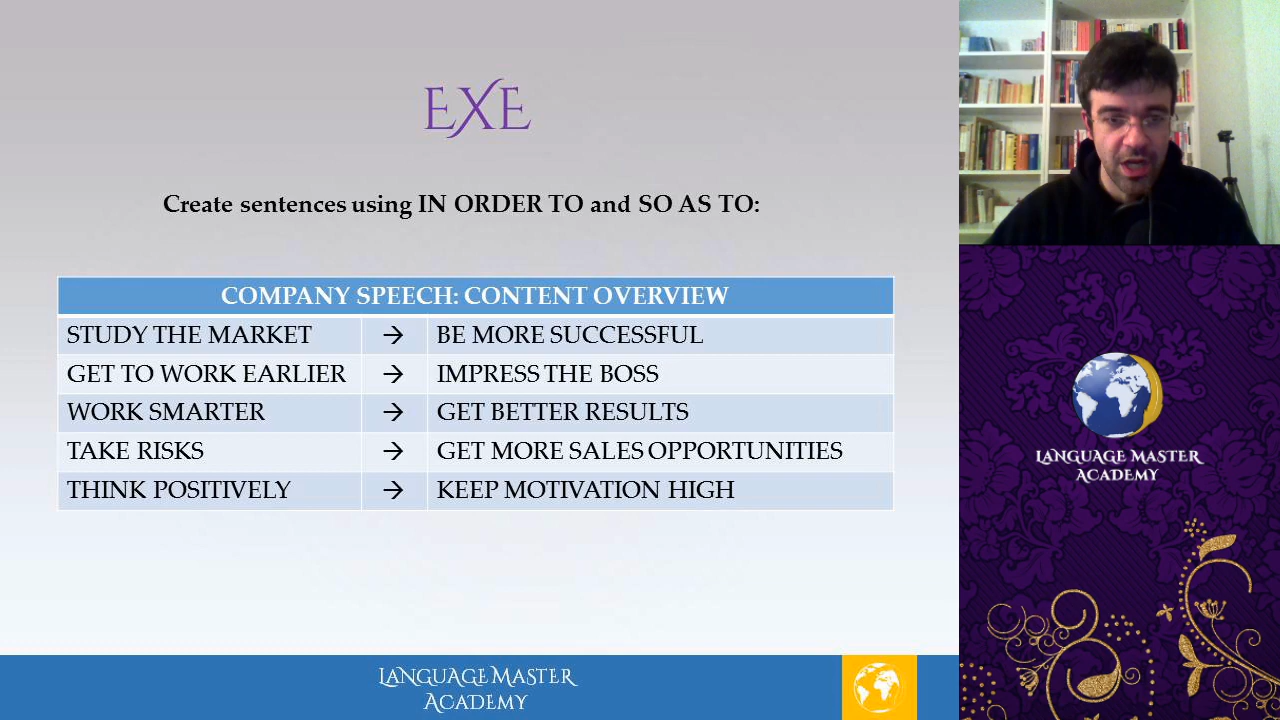 EXE
Create sentences using IN ORDER TO and SO AS TO:
COMPANY SPEECH: CONTENT OVERVIEW
STUDY THE MARKET → BE MORE SUCCESSFUL
GET TO WORK EARLIER → IMPRESS THE BOSS
WORK SMARTER → GET BETTER RESULTS
TAKE RISKS → GET MORE SALES OPPORTUNITIES
THINK POSITIVELY → KEEP MOTIVATION HIGH
LANGUAGE MASTER
ACADEMY
LANGUAGE MASTER
ACADEMY